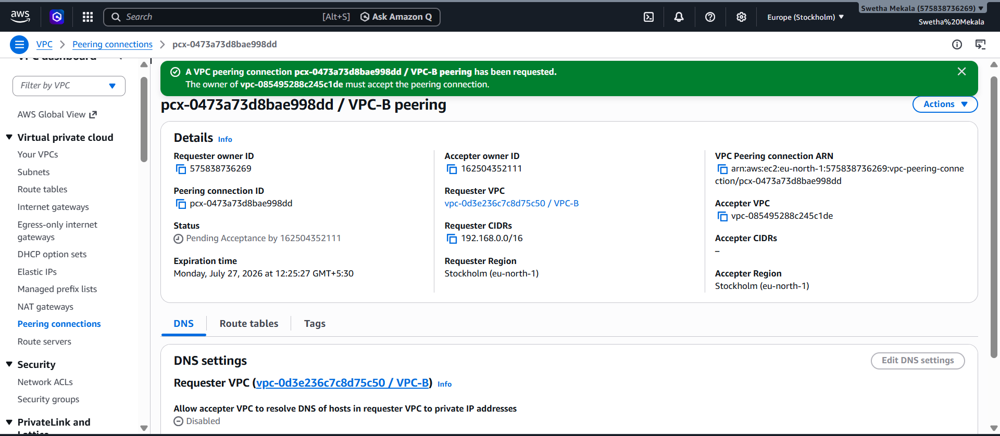 aws
Search
[Alt+S]
Ask Amazon Q
Europe (Stockholm)
Swetha Mekala (575838736269)
Swetha%20Mekala
VPC
Peering connections
pcx-0473a73d8bae998dd
VPC dashboard
Filter by VPC
AWS Global View
Virtual private cloud
Your VPCs
Subnets
Route tables
Internet gateways
Egress-only internet
gateways
DHCP option sets
Elastic IPs
Managed prefix lists
NAT gateways
Peering connections
Route servers
Security
Network ACLs
Security groups
PrivateLink and
Lattice
A VPC peering connection pcx-0473a73d8bae998dd / VPC-B peering has been requested.
The owner of vpc-085495288c245c1de must accept the peering connection.
pcx-0473a73d8bae998dd / VPC-B peering
Actions
Details Info
Requester owner ID
575838736269
Peering connection ID
pcx-0473a73d8bae998dd
Status
Pending Acceptance by 162504352111
Expiration time
Monday, July 27, 2026 at 12:25:27 GMT+5:30
Accepter owner ID
162504352111
Requester VPC
vpc-0d3e236c7c8d75c50 / VPC-B
Requester CIDRs
192.168.0.0/16
Requester Region
Stockholm (eu-north-1)
VPC Peering connection ARN
arn:aws:ec2:eu-north-1:575838736269:vpc-peering-conne
ction/pcx-0473a73d8bae998dd
Accepter VPC
vpc-085495288c245c1de
Accepter CIDRs
–
Accepter Region
Stockholm (eu-north-1)
DNS
Route tables
Tags
DNS settings
Edit DNS settings
Requester VPC (vpc-0d3e236c7c8d75c50 / VPC-B) Info
Allow accepter VPC to resolve DNS of hosts in requester VPC to private IP addresses
Disabled